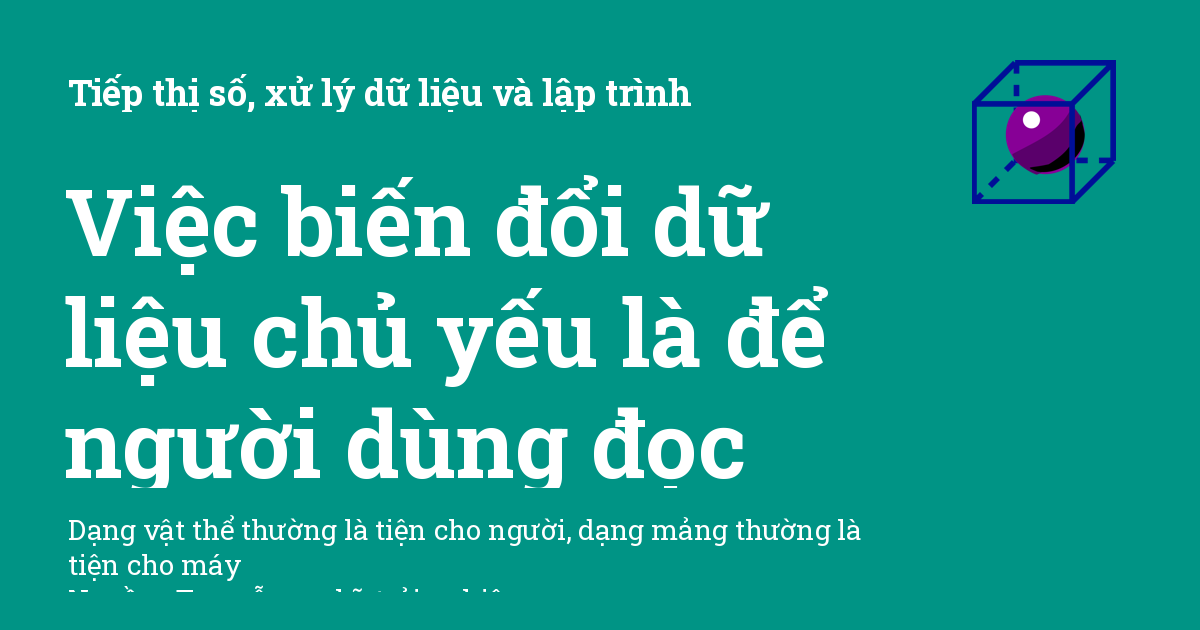 Tiếp thị số, xử lý dữ liệu và lập trình
Việc biến đổi dữ
liệu chủ yếu là để
người dùng đọc
Dạng vật thể thường là tiện cho người, dạng mảng thường là
tiện cho máy